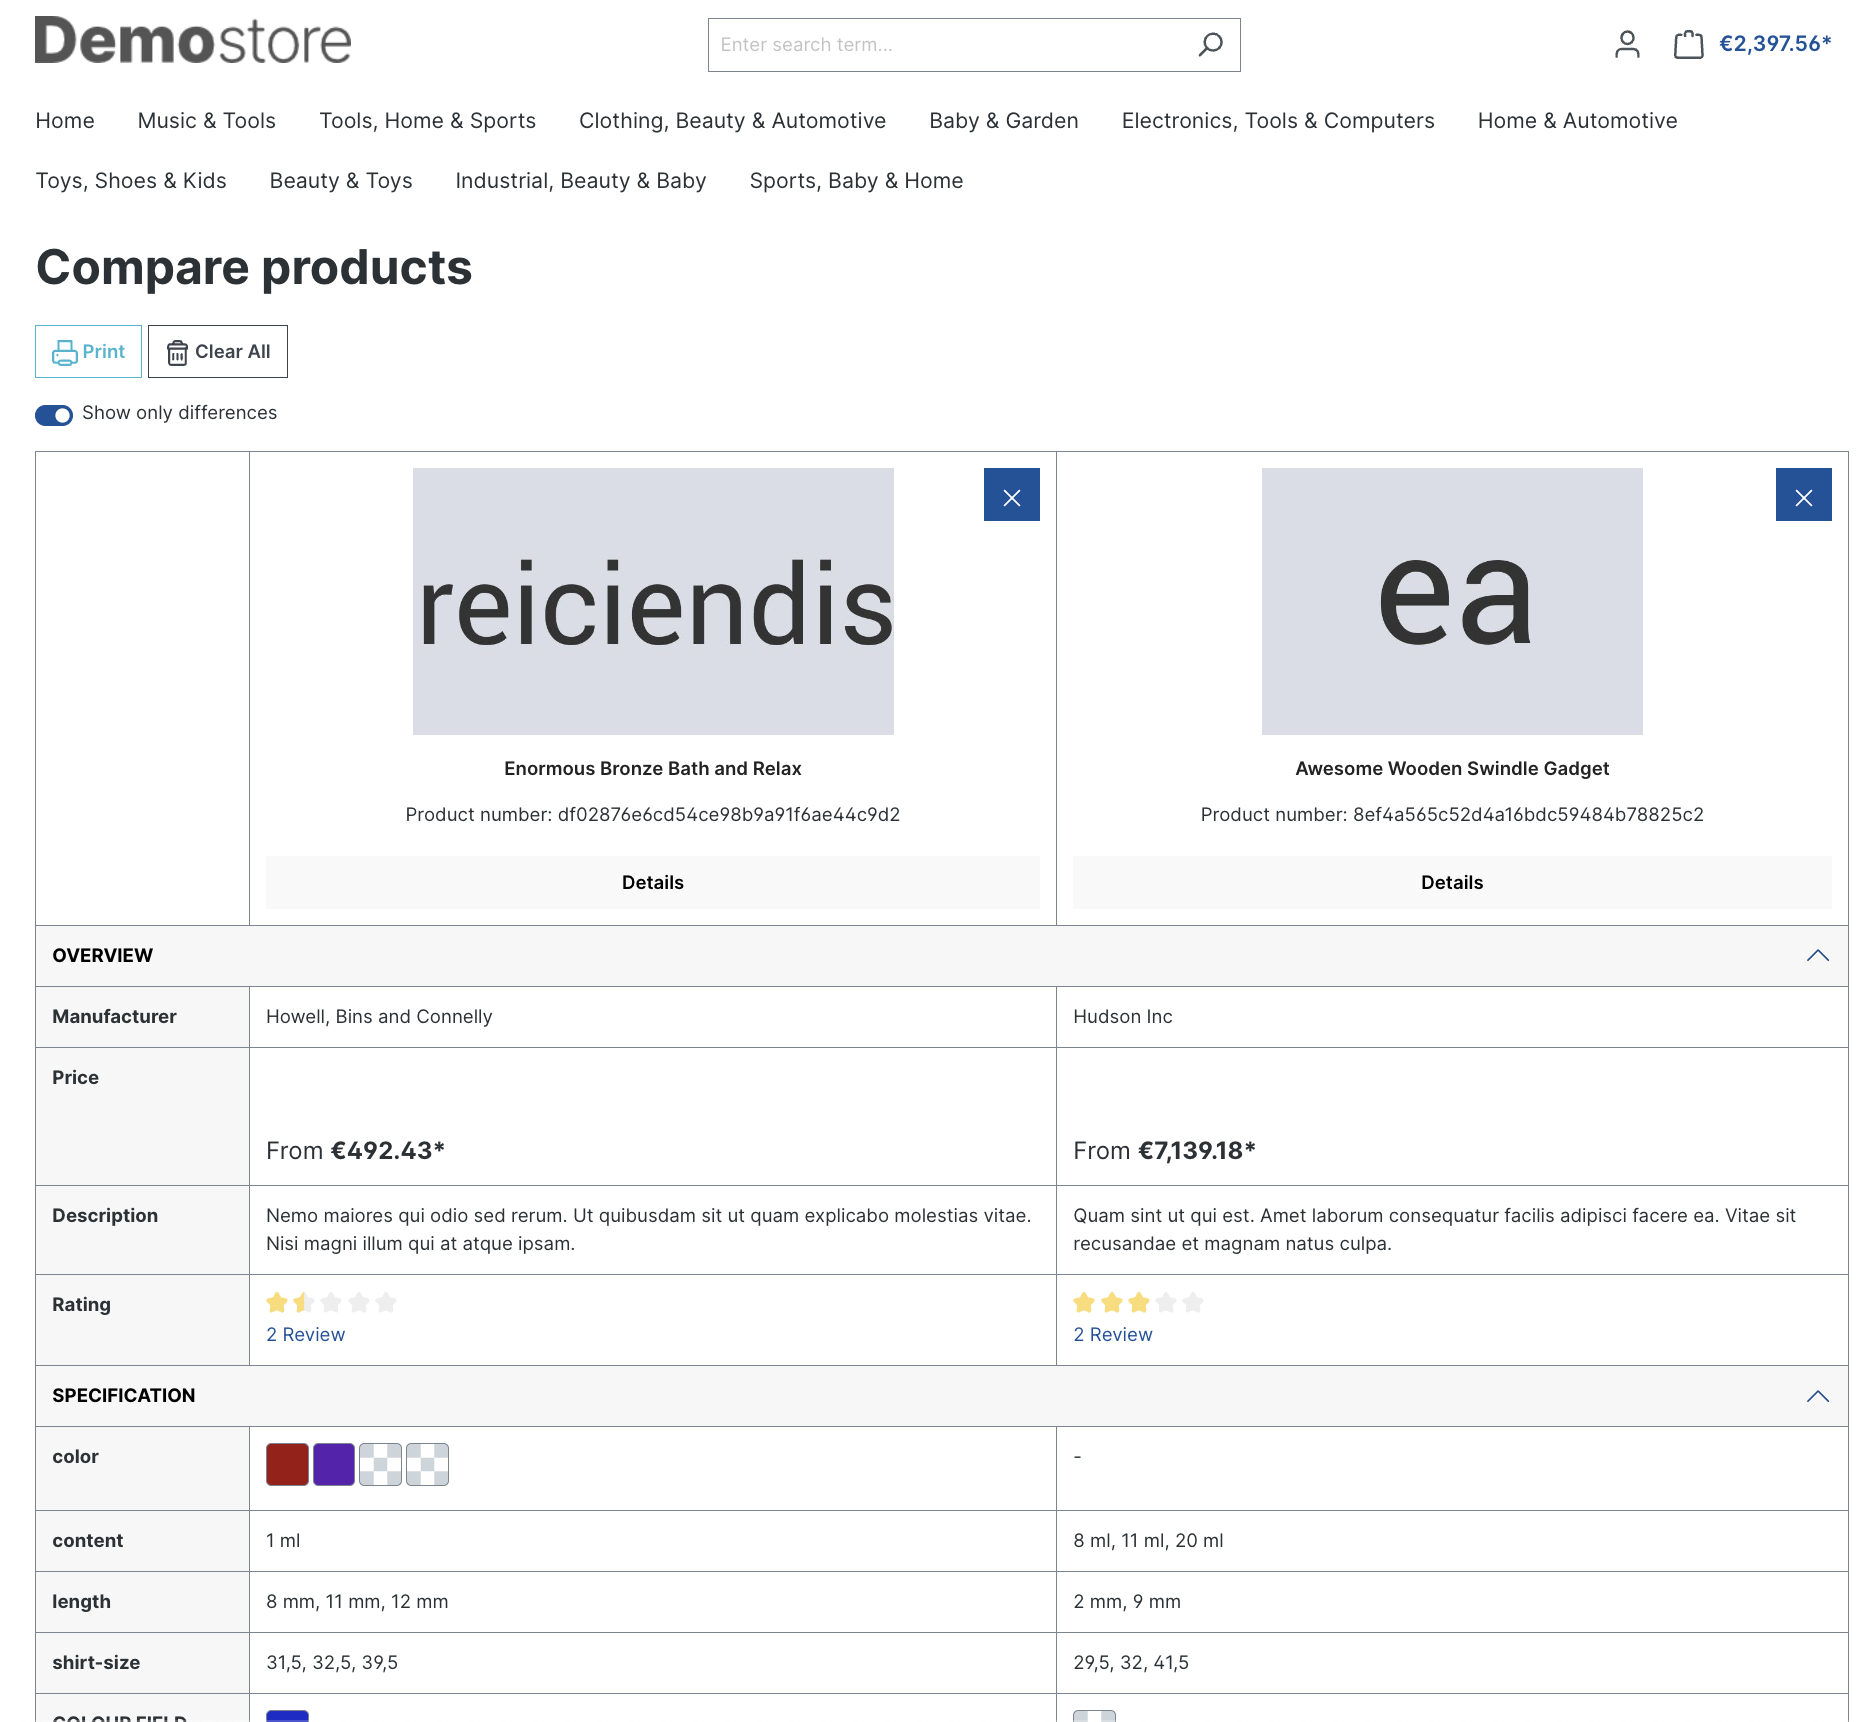 Demostore
Enter search term...
€2,397.56*
Home Music & Tools Tools, Home & Sports Clothing, Beauty & Automotive Baby & Garden Electronics, Tools & Computers Home & Automotive
Toys, Shoes & Kids Beauty & Toys Industrial, Beauty & Baby Sports, Baby & Home
Compare products
Print Clear All
Show only differences
reiciendis ea
Enormous Bronze Bath and Relax Awesome Wooden Swindle Gadget
Product number: df02876e6cd54ce98b9a91f6ae44c9d2 Product number: 8ef4a565c52d4a16bdc59484b78825c2
Details Details
OVERVIEW
Manufacturer Howell, Bins and Connelly Hudson Inc
Price
From €492.43* From €7,139.18*
Description Nemo maiores qui odio sed rerum. Ut quibusdam sit ut quam explicabo molestias vitae. Quam sint ut qui est. Amet laborum consequatur facilis adipisci facere ea. Vitae sit
Nisi magni illum qui at atque ipsam. recusandae et magnam natus culpa.
Rating
2 Review 2 Review
SPECIFICATION
color -
content 1 ml 8 ml, 11 ml, 20 ml
length 8 mm, 11 mm, 12 mm 2 mm, 9 mm
shirt-size 31,5, 32,5, 39,5 29,5, 32, 41,5
COLOUR FIELD